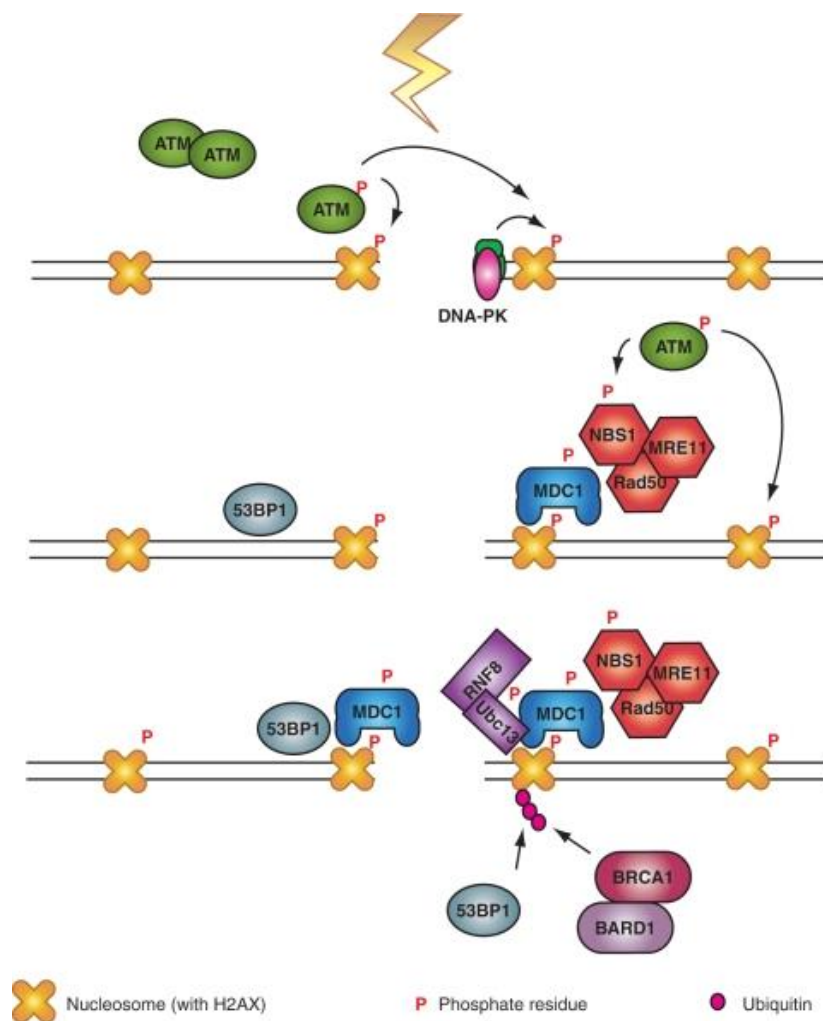 ATM
ATM
ATM
P
P
P
DNA-PK
ATM
P
P
NBS1
MRE11
Rad50
P
MDC1
53BP1
P
P
P
P
NBS1
MRE11
Rad50
P
MDC1
P
RNF8
Ubc13
P
MDC1
53BP1
P
P
P
P
53BP1
BRCA1
BARD1
Nucleosome (with H2AX)
P Phosphate residue
Ubiquitin